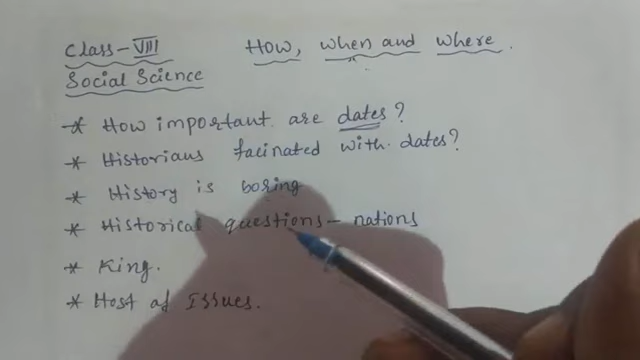 Class-VIII How, when and where.
Social Science
* How important are dates?
* Historians facinated with dates?
* History is boring
* Historical questions- nations
* King.
* Host of Issues.